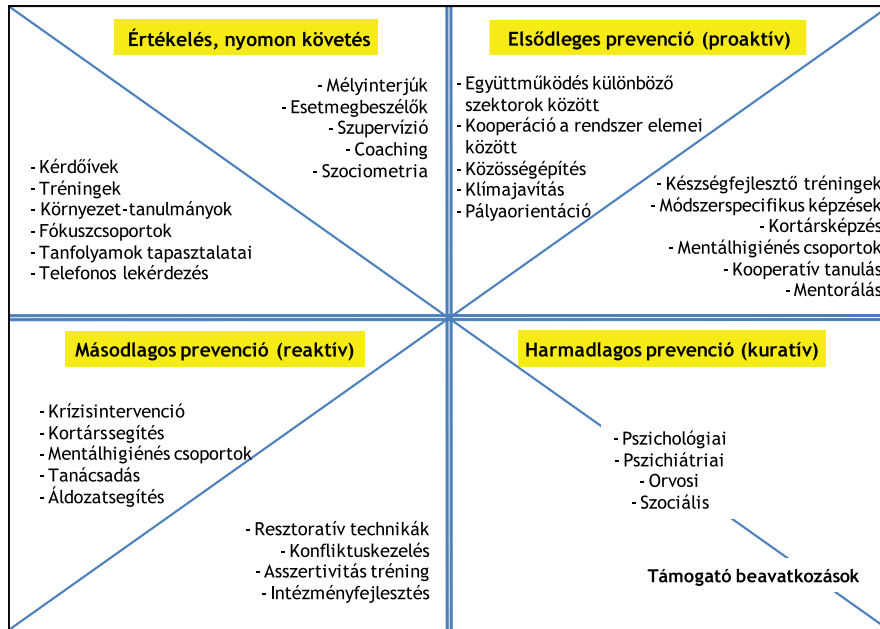 Értékelés, nyomon követés
- Mélyinterjúk
- Esetmegbeszélők
- Szupervízió
- Coaching
- Szociometria
- Kérdőívek
- Tréningek
- Környezet-tanulmányok
- Fókuszcsoportok
- Tanfolyamok tapasztalatai
- Telefonos lekérdezés
Elsődleges prevenció (proaktív)
- Együttműködés különböző
szektorok között
- Kooperáció a rendszer elemei
között
- Közösségépítés
- Klímajavítás
- Pályaorientáció
- Készségfejlesztő tréningek
- Módszerspecifikus képzések
- Kortársképzés
- Mentálhigiénés csoportok
- Kooperatív tanulás
- Mentorálás
Másodlagos prevenció (reaktív)
- Krízisintervenció
- Kortárssegítés
- Mentálhigiénés csoportok
- Tanácsadás
- Áldozatsegítés
- Resztoratív technikák
- Konfliktuskezelés
- Asszertivitás tréning
- Intézményfejlesztés
Harmadlagos prevenció (kuratív)
- Pszichológiai
- Pszichiátriai
- Orvosi
- Szociális
Támogató beavatkozások